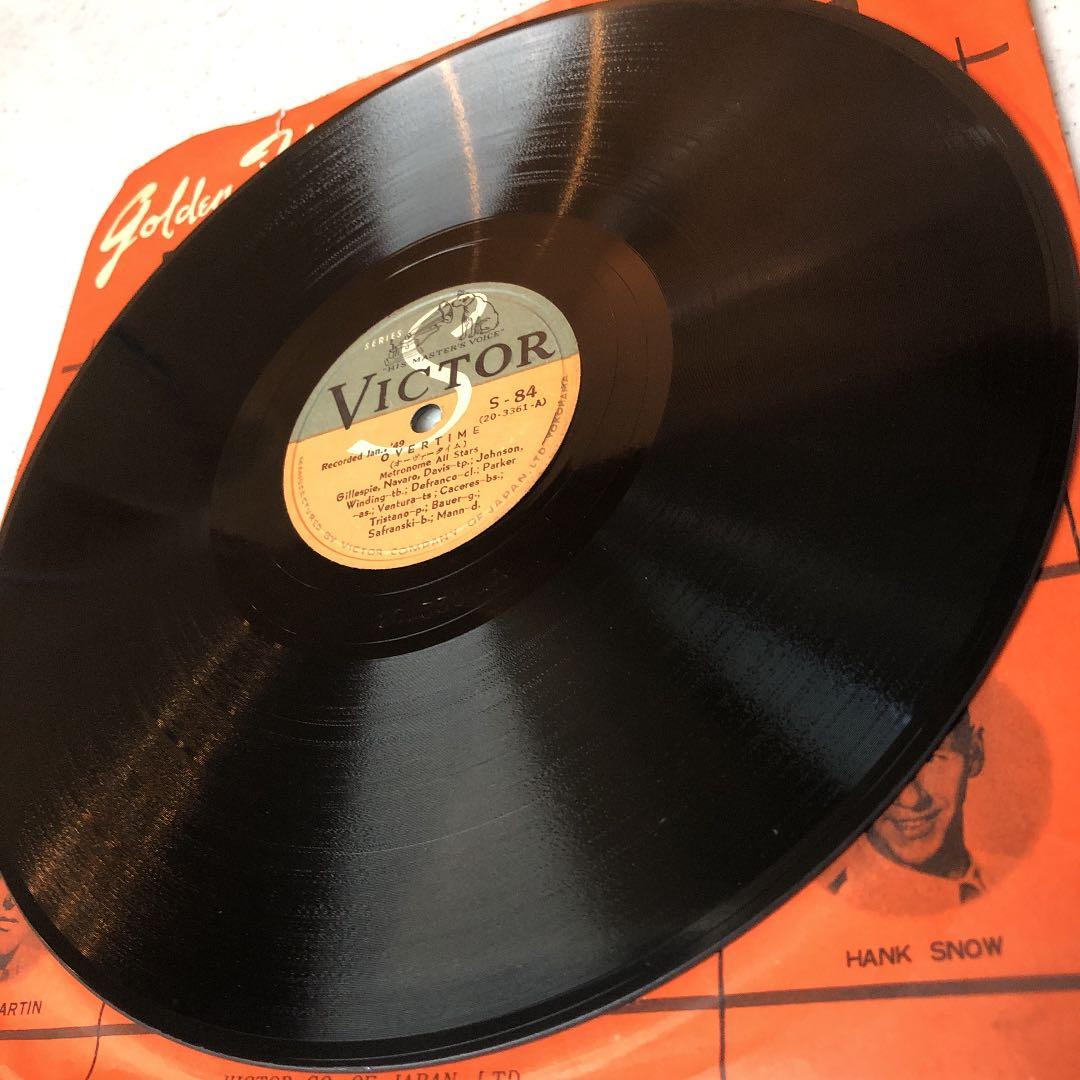 Golden
SERIES
S
"HIS MASTER'S VOICE"
VICTOR
S-84
(20-3361-A)
Recorded Jan., '49
OVERTIME
(オーヴァータイム)
Metronome All Stars
Gillespie, Navaro, Davis-tp.; Johnson,
Winding-tb.; Defranco-cl.; Parker
-as.; Ventura-ts.; Caceres-bs.;
Tristano-p.; Bauer-g.;
Safranski-b.; Mann-d.
MANUFACTURED BY VICTOR COMPANY OF JAPAN, LTD. YOKOHAMA
HANK SNOW
ARTIN
VICTOR CO. OF JAPAN, LTD.